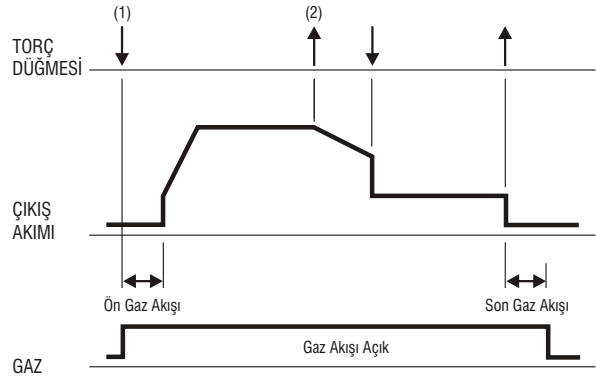 (1)
(2)
TORÇ
DÜĞMESİ
ÇIKIŞ
AKIMI
Ön Gaz Akışı
Son Gaz Akışı
Gaz Akışı Açık
GAZ